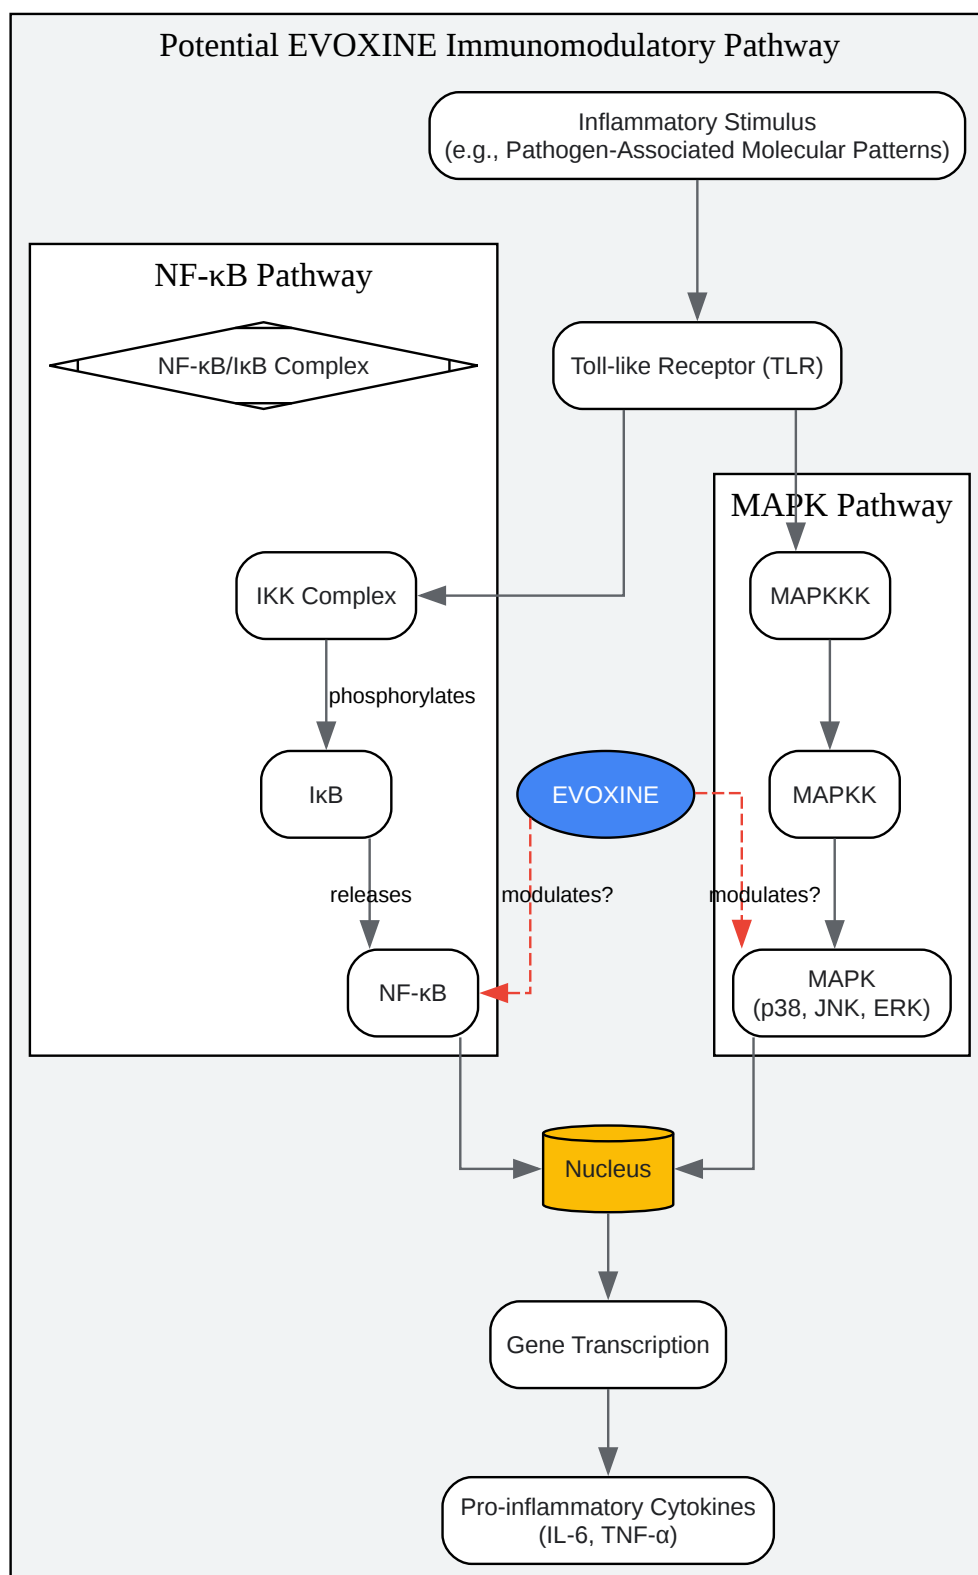 Potential EVOXINE Immunomodulatory Pathway
Inflammatory Stimulus
(e.g., Pathogen-Associated Molecular Patterns)
NF-κB Pathway
NF-κB/IκB Complex
Toll-like Receptor (TLR)
MAPK Pathway
IKK Complex
MAPKKK
phosphorylates
IκB
EVOXINE
MAPKK
releases
modulates?
modulates?
NF-κB
MAPK
(p38, JNK, ERK)
Nucleus
Gene Transcription
Pro-inflammatory Cytokines
(IL-6, TNF-α)